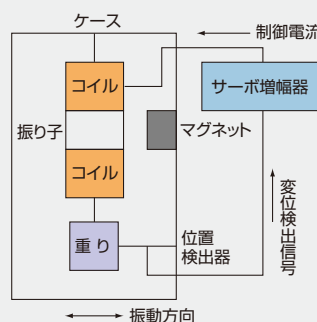 ケース
制御電流
コイル
サーボ増幅器
振り子
マグネット
コイル
変位検出信号
重り
位置
検出器
振動方向